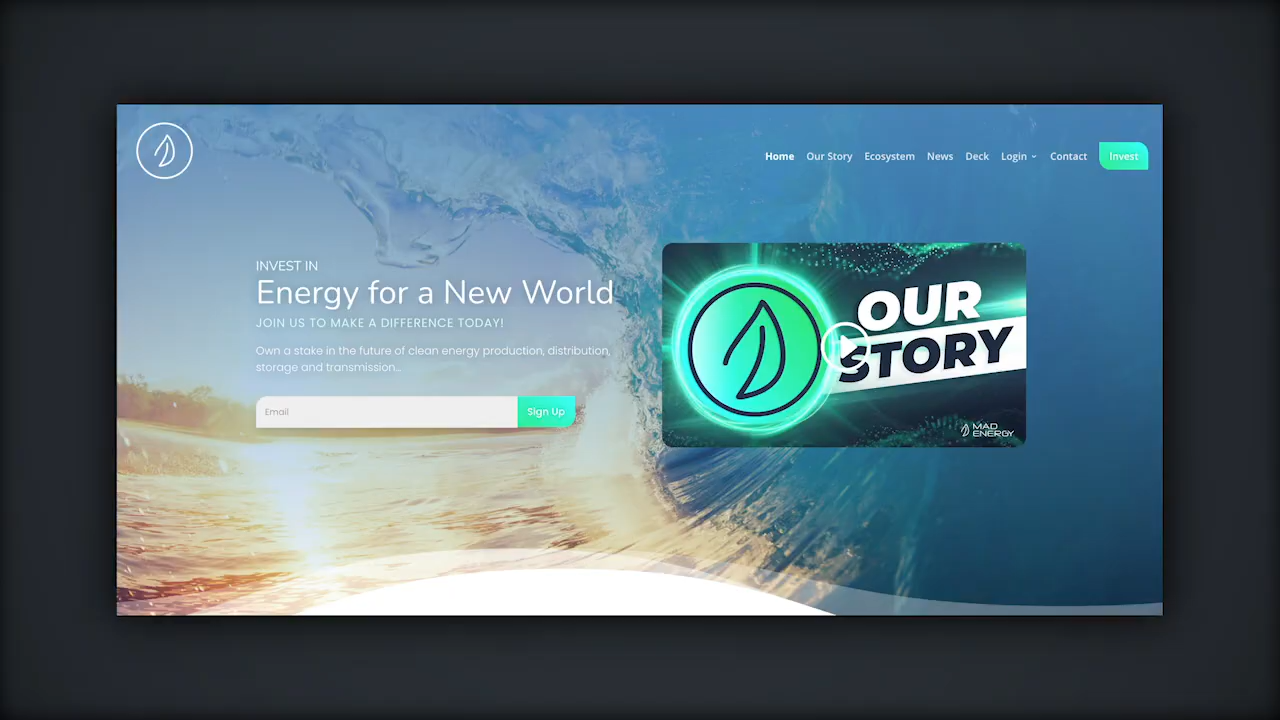 Home Our Story Ecosystem News Deck Login Contact Invest
INVEST IN
Energy for a New World
JOIN US TO MAKE A DIFFERENCE TODAY!
Own a stake in the future of clean energy production, distribution,
storage and transmission...
Email Sign Up
OUR
STORY
MAD
ENERGY